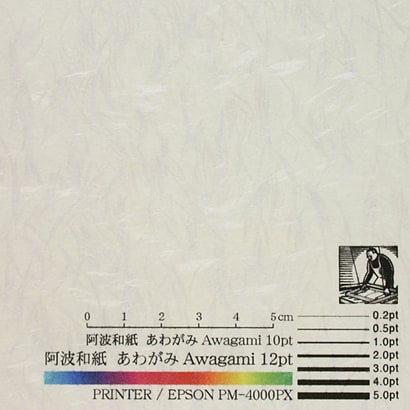 0 1 2 3 4 5cm
阿波和紙 あわがみ Awagami 10pt
阿波和紙 あわがみ Awagami 12pt
PRINTER / EPSON PM-4000PX
0.2pt
0.5pt
1.0pt
2.0pt
3.0pt
4.0pt
5.0pt